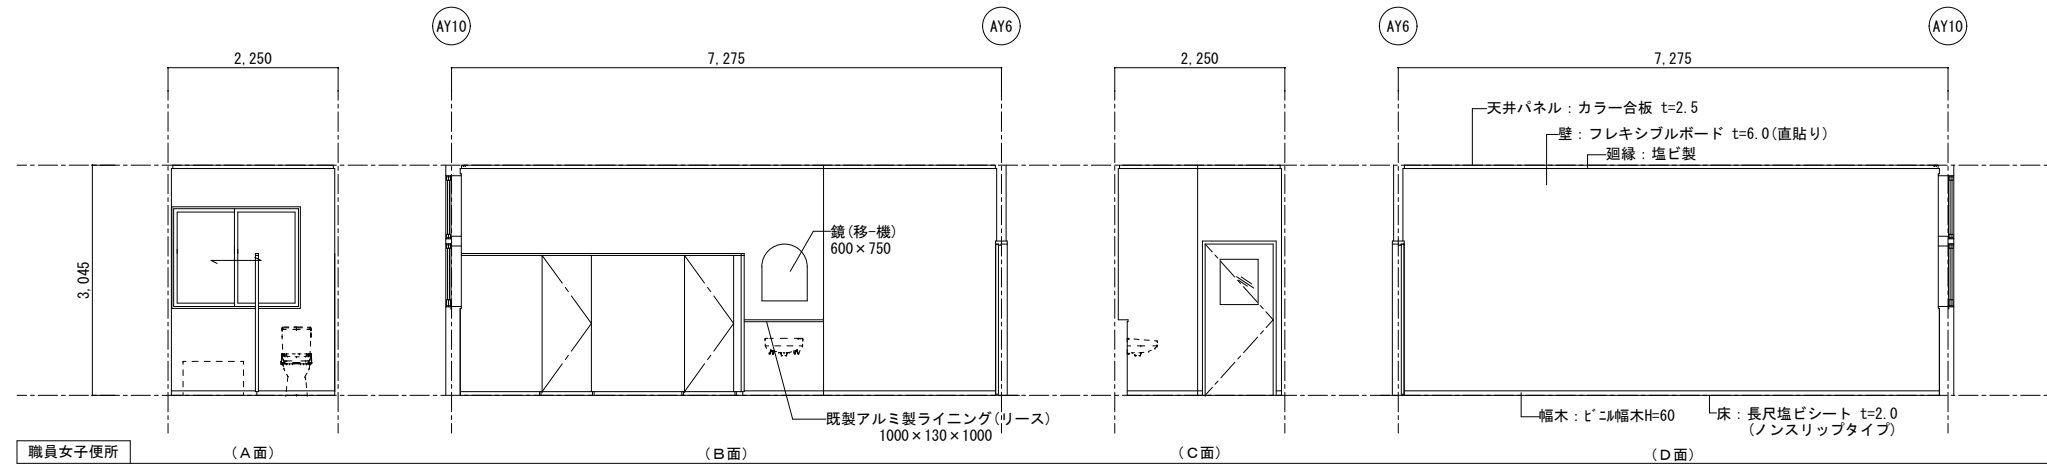 AY10
AY6
AY6
AY10
2,250
7,275
2,250
7,275
天井パネル：カラー合板 t=2.5
壁：フレキシブルボード t=6.0(直貼り)
廻縁：塩ビ製
鏡(移-機)
600×750
3,045
既製アルミ製ライニング(リース)
1000×130×1000
幅木：ﾋﾞﾆﾙ幅木H=60
床：長尺塩ビシート t=2.0
(ノンスリップタイプ)
職員女子便所
(A面)
(B面)
(C面)
(D面)